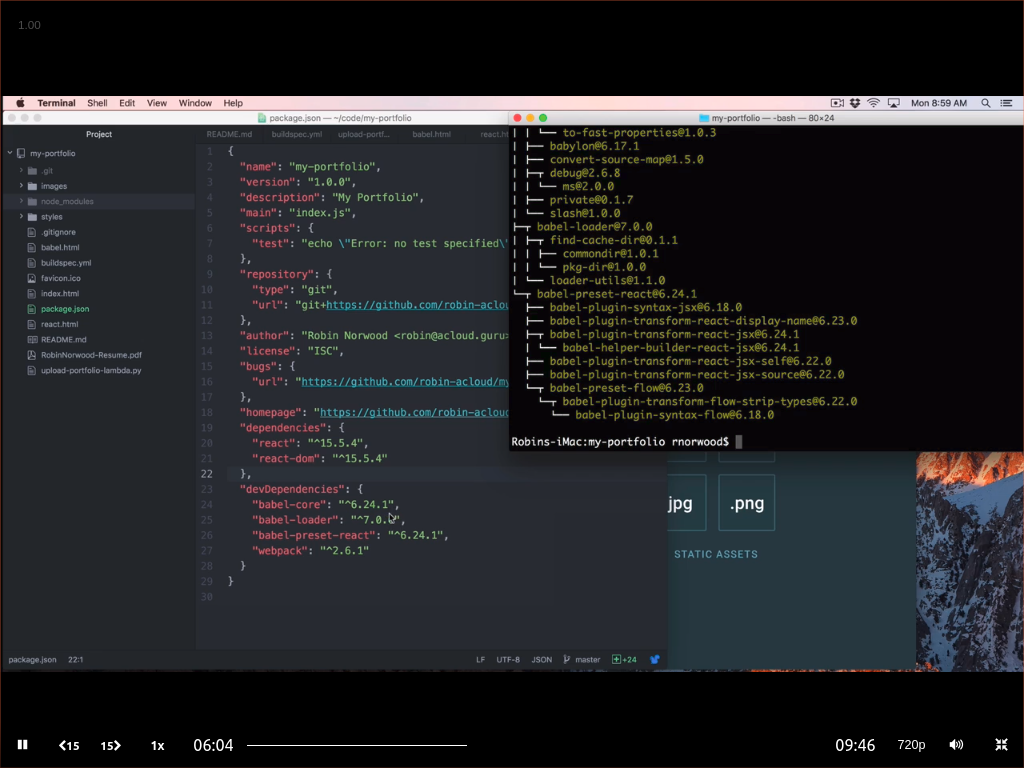 1.00
Terminal Shell Edit View Window Help
Mon 8:59 AM
package.json — ~/code/my-portfolio
Project
README.md buildspec.yml upload-portf... babel.html react.ht
my-portfolio
.git
images
node_modules
styles
.gitignore
babel.html
buildspec.yml
favicon.ico
index.html
package.json
react.html
README.md
RobinNorwood-Resume.pdf
upload-portfolio-lambda.py
1 {
2 "name": "my-portfolio",
3 "version": "1.0.0",
4 "description": "My Portfolio",
5 "main": "index.js",
6 "scripts": {
7 "test": "echo \"Error: no test specified\"
8 },
9 "repository": {
10 "type": "git",
11 "url": "git+https://github.com/robin-aclou
12 },
13 "author": "Robin Norwood <robin@acloud.guru>
14 "license": "ISC",
15 "bugs": {
16 "url": "https://github.com/robin-acloud/my
17 },
18 "homepage": "https://github.com/robin-acloud
19 "dependencies": {
20 "react": "^15.5.4",
21 "react-dom": "^15.5.4"
22 },
23 "devDependencies": {
24 "babel-core": "^6.24.1",
25 "babel-loader": "^7.0.0",
26 "babel-preset-react": "^6.24.1",
27 "webpack": "^2.6.1"
28 }
29 }
30
package.json 22:1
LF UTF-8 JSON master +24
my-portfolio — -bash — 80×24
│ │ └── to-fast-properties@1.0.3
│ ├── babylon@6.17.1
│ ├── convert-source-map@1.5.0
│ ├─┬ debug@2.6.8
│ │ └── ms@2.0.0
│ ├── private@0.1.7
│ └── slash@1.0.0
├─┬ babel-loader@7.0.0
│ ├─┬ find-cache-dir@0.1.1
│ │ ├── commondir@1.0.1
│ │ └── pkg-dir@1.0.0
│ └── loader-utils@1.1.0
└─┬ babel-preset-react@6.24.1
├── babel-plugin-syntax-jsx@6.18.0
├── babel-plugin-transform-react-display-name@6.23.0
├─┬ babel-plugin-transform-react-jsx@6.24.1
│ └── babel-helper-builder-react-jsx@6.24.1
├── babel-plugin-transform-react-jsx-self@6.22.0
├── babel-plugin-transform-react-jsx-source@6.22.0
└─┬ babel-preset-flow@6.23.0
└─┬ babel-plugin-transform-flow-strip-types@6.22.0
└── babel-plugin-syntax-flow@6.18.0
Robins-iMac:my-portfolio rnorwood$
jpg .png
STATIC ASSETS
15 15 1x 06:04 09:46 720p